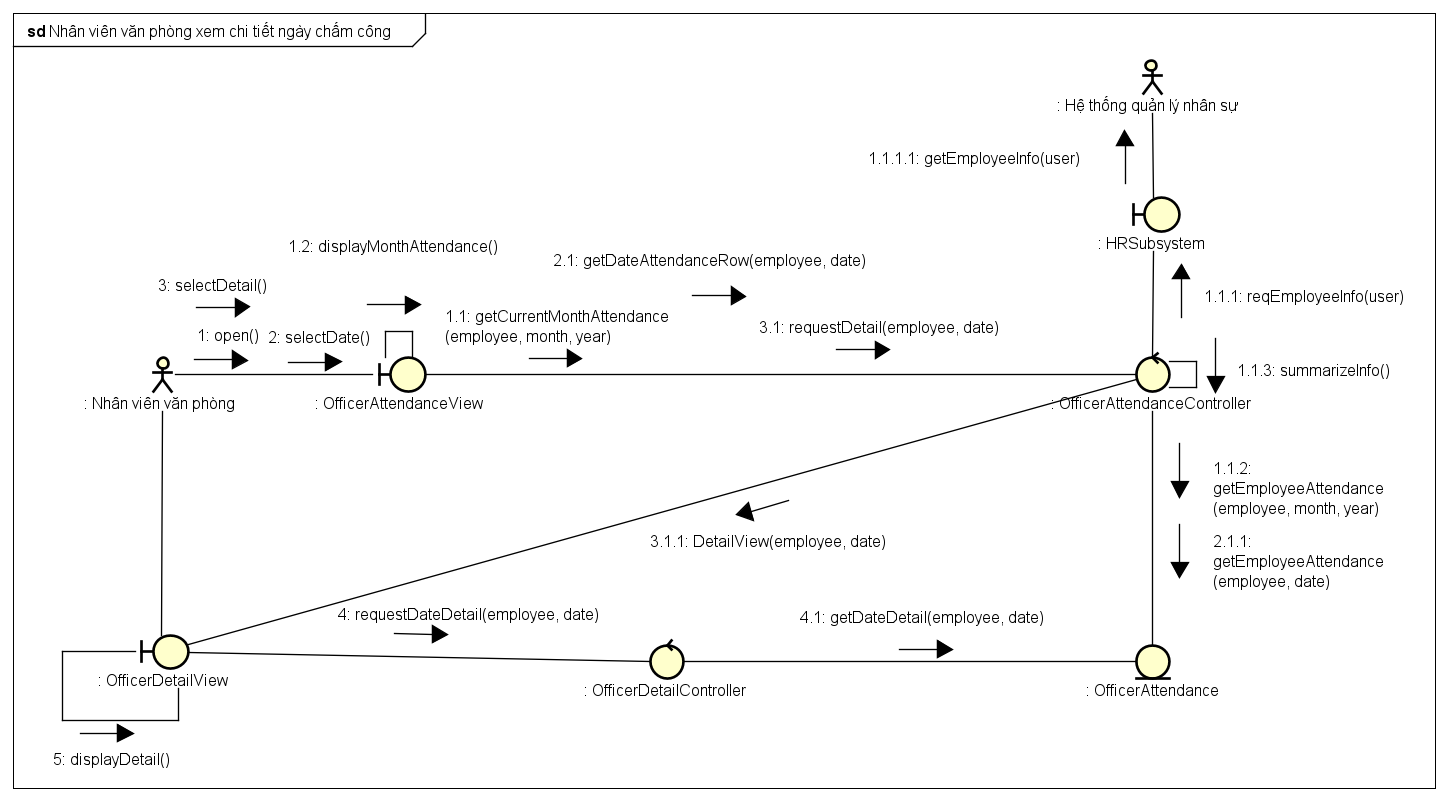 sd Nhân viên văn phòng xem chi tiết ngày chấm công
: Hệ thống quản lý nhân sự
1.1.1.1: getEmployeeInfo(user)
: HRSubsystem
1.2: displayMonthAttendance()
2.1: getDateAttendanceRow(employee, date)
3: selectDetail()
1.1.1: reqEmployeeInfo(user)
1.1: getCurrentMonthAttendance
(employee, month, year)
3.1: requestDetail(employee, date)
1: open()
2: selectDate()
1.1.3: summarizeInfo()
: Nhân viên văn phòng
: OfficerAttendanceView
: OfficerAttendanceController
1.1.2:
getEmployeeAttendance
(employee, month, year)
3.1.1: DetailView(employee, date)
2.1.1:
getEmployeeAttendance
(employee, date)
4: requestDateDetail(employee, date)
4.1: getDateDetail(employee, date)
: OfficerDetailView
: OfficerDetailController
: OfficerAttendance
5: displayDetail()